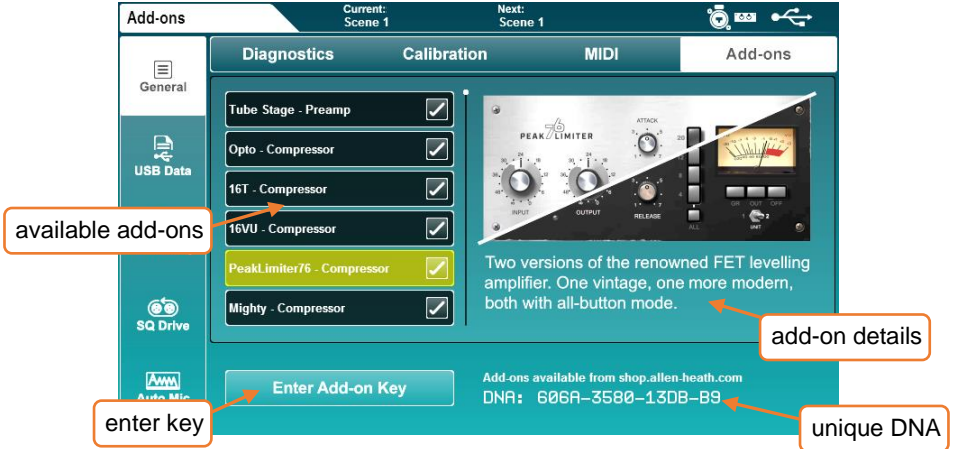 Add-ons
Current:
Scene 1
Next:
Scene 1
General
USB Data
SQ Drive
Auto Mic
Diagnostics
Calibration
MIDI
Add-ons
Tube Stage - Preamp
Opto - Compressor
16T - Compressor
16VU - Compressor
PeakLimiter76 - Compressor
Mighty - Compressor
PEAK 76 LIMITER
ATTACK
INPUT
OUTPUT
RELEASE
ALL
GR OUT OFF
1 2
UNIT
Two versions of the renowned FET levelling
amplifier. One vintage, one more modern,
both with all-button mode.
Enter Add-on Key
Add-ons available from shop.allen-heath.com
DNA: 606A-3580-13DB-B9
available add-ons
add-on details
enter key
unique DNA